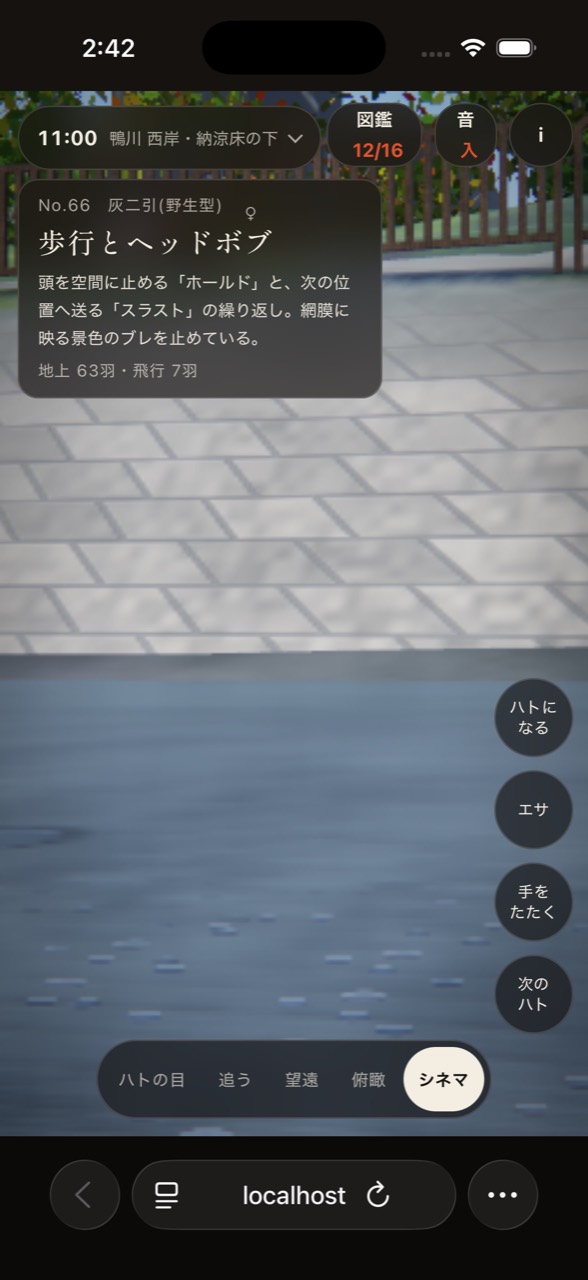 2:42
11:00 鴨川 西岸・納涼床の下
図鑑
12/16
音
入
i
No.66 灰二引(野生型) ♀
歩行とヘッドボブ
頭を空間に止める「ホールド」と、次の位
置へ送る「スラスト」の繰り返し。網膜に
映る景色のブレを止めている。
地上 63羽・飛行 7羽
ハトに
なる
エサ
手を
たたく
次の
ハト
ハトの目 追う 望遠 俯瞰 シネマ
localhost